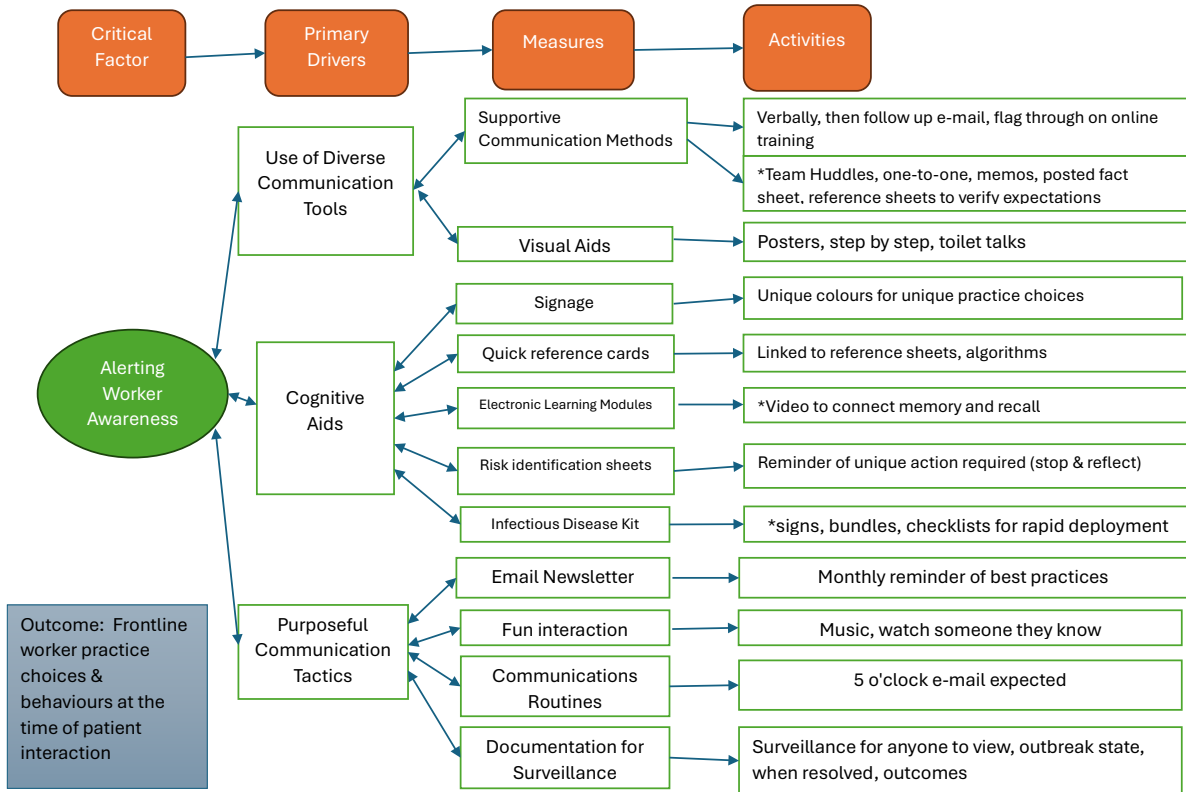 Critical
Factor
Primary
Drivers
Measures
Activities
Alerting
Worker
Awareness
Use of Diverse
Communication
Tools
Supportive
Communication Methods
Verbally, then follow up e-mail, flag through on online
training
*Team Huddles, one-to-one, memos, posted fact
sheet, reference sheets to verify expectations
Visual Aids
Posters, step by step, toilet talks
Cognitive
Aids
Signage
Unique colours for unique practice choices
Quick reference cards
Linked to reference sheets, algorithms
Electronic Learning Modules
*Video to connect memory and recall
Risk identification sheets
Reminder of unique action required (stop & reflect)
Infectious Disease Kit
*signs, bundles, checklists for rapid deployment
Purposeful
Communication
Tactics
Email Newsletter
Monthly reminder of best practices
Fun interaction
Music, watch someone they know
Communications
Routines
5 o'clock e-mail expected
Documentation for
Surveillance
Surveillance for anyone to view, outbreak state,
when resolved, outcomes
Outcome: Frontline
worker practice
choices &
behaviours at the
time of patient
interaction